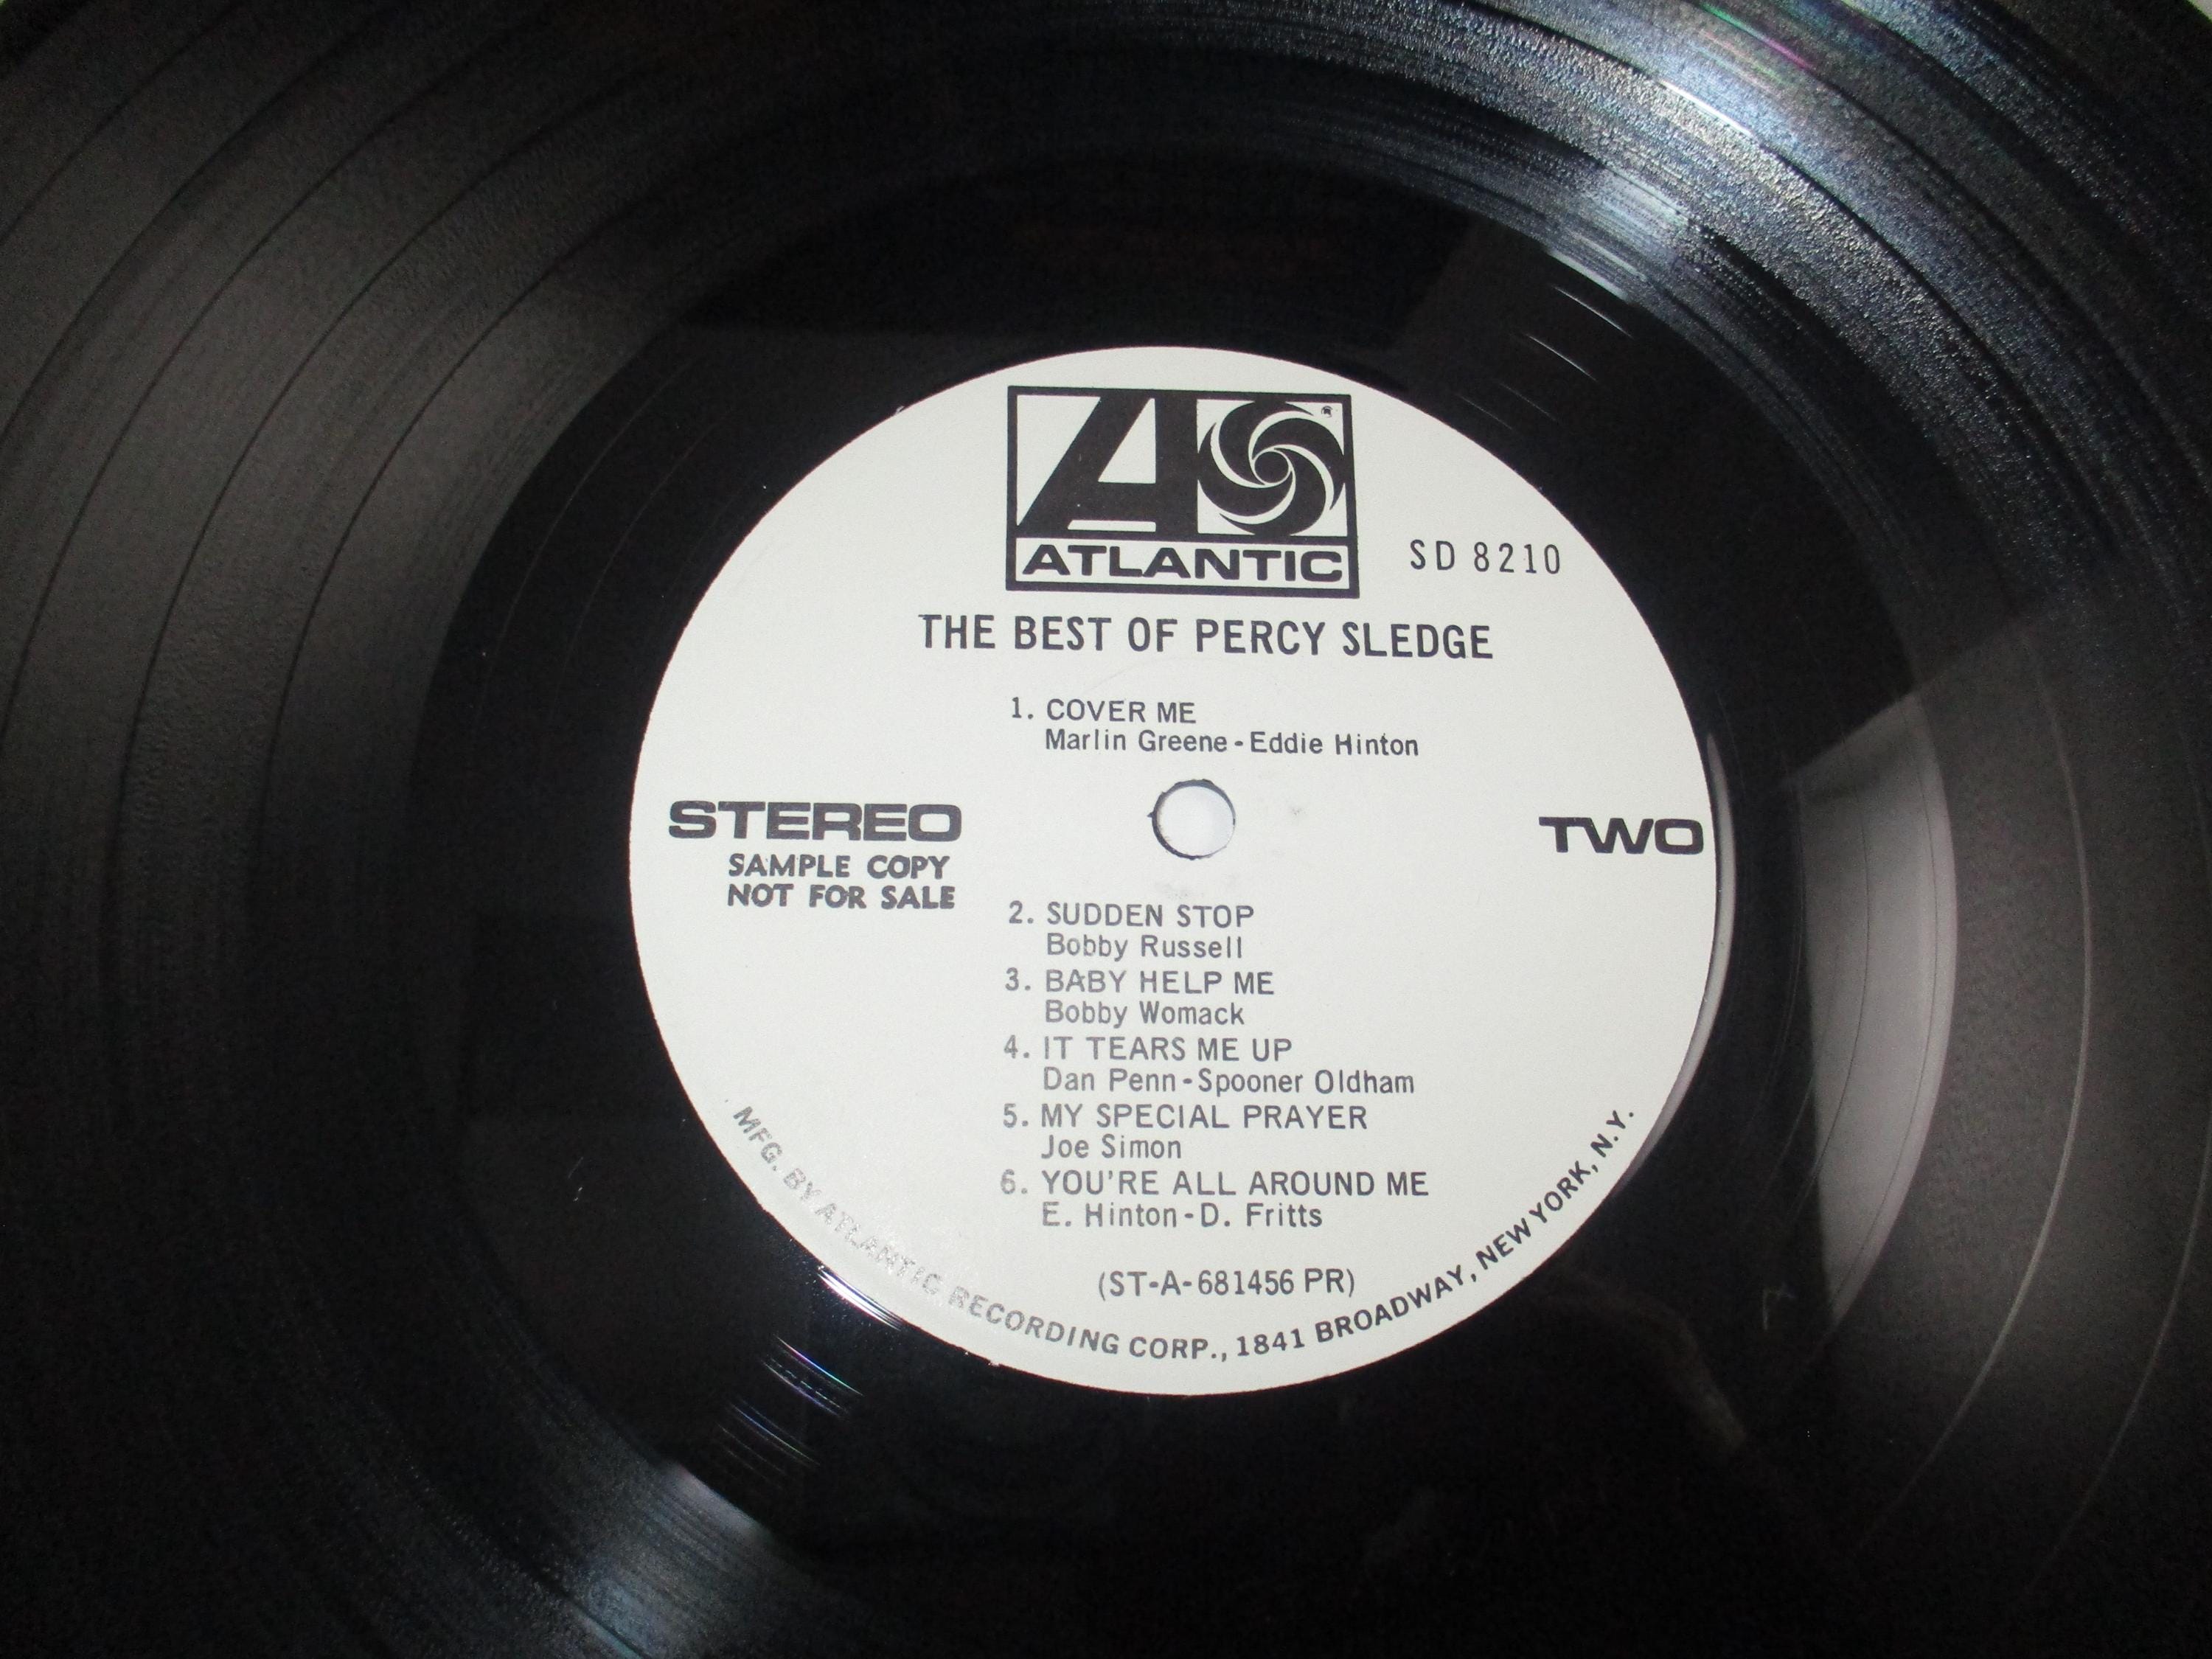 ATLANTIC
SD 8210
THE BEST OF PERCY SLEDGE
1. COVER ME
Marlin Greene - Eddie Hinton
STEREO
TWO
SAMPLE COPY
NOT FOR SALE
2. SUDDEN STOP
Bobby Russell
3. BABY HELP ME
Bobby Womack
4. IT TEARS ME UP
Dan Penn - Spooner Oldham
5. MY SPECIAL PRAYER
Joe Simon
6. YOU'RE ALL AROUND ME
E. Hinton - D. Fritts
(ST-A-681456 PR)
MFG. BY ATLANTIC RECORDING CORP., 1841 BROADWAY, NEW YORK, N.Y.